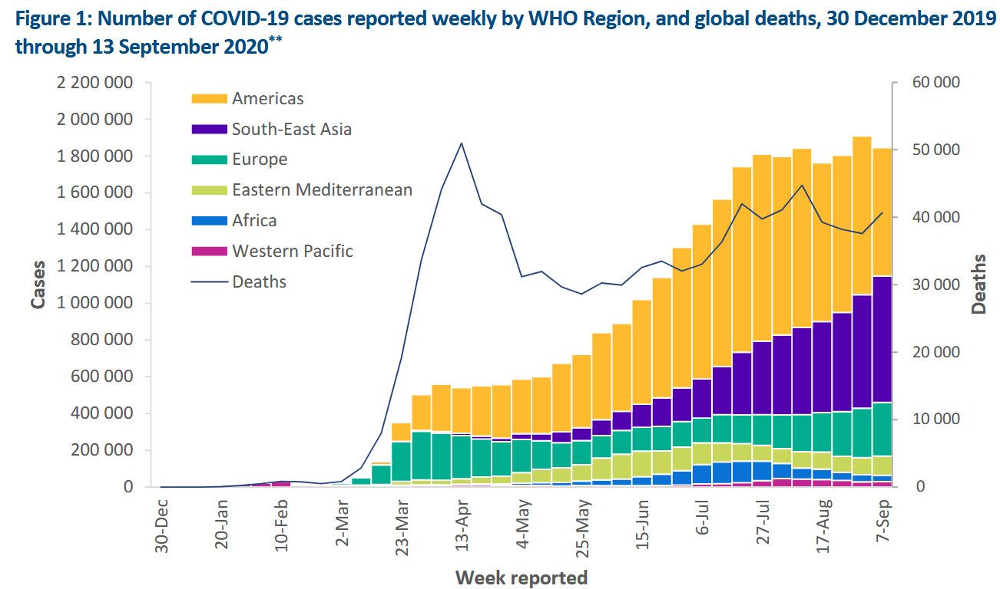 Figure 1: Number of COVID-19 cases reported weekly by WHO Region, and global deaths, 30 December 2019
through 13 September 2020**
2 200 000
2 000 000
1 800 000
1 600 000
1 400 000
1 200 000
1 000 000
800 000
600 000
400 000
200 000
0
Cases
Americas
South-East Asia
Europe
Eastern Mediterranean
Africa
Western Pacific
Deaths
60 000
50 000
40 000
30 000
20 000
10 000
0
Deaths
30-Dec
20-Jan
10-Feb
2-Mar
23-Mar
13-Apr
4-May
25-May
15-Jun
6-Jul
27-Jul
17-Aug
7-Sep
Week reported